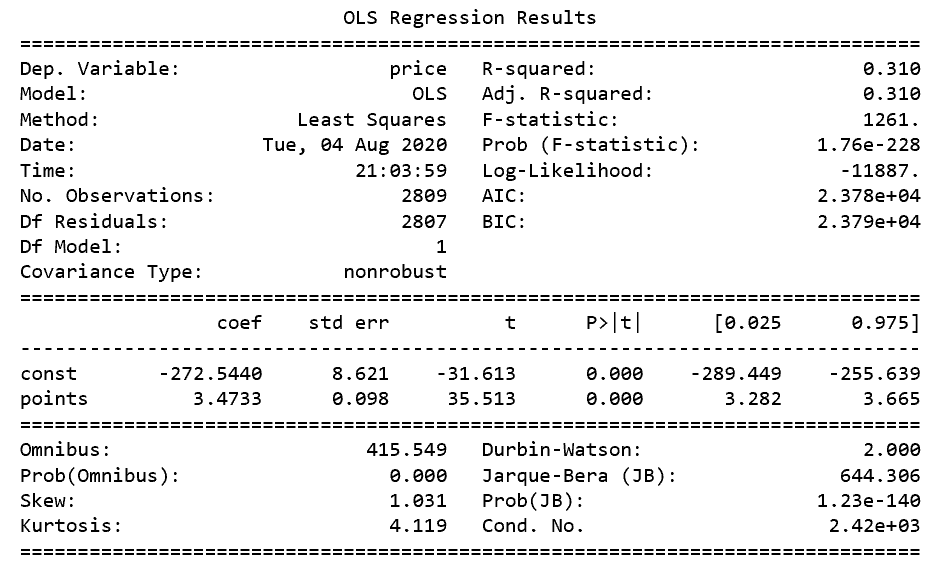 OLS Regression Results
==============================================================================
Dep. Variable:                  price   R-squared:                       0.310
Model:                            OLS   Adj. R-squared:                  0.310
Method:                 Least Squares   F-statistic:                     1261.
Date:                Tue, 04 Aug 2020   Prob (F-statistic):          1.76e-228
Time:                        21:03:59   Log-Likelihood:                -11887.
No. Observations:                2809   AIC:                         2.378e+04
Df Residuals:                    2807   BIC:                         2.379e+04
Df Model:                           1
Covariance Type:            nonrobust
==============================================================================
                 coef    std err          t      P>|t|      [0.025      0.975]
------------------------------------------------------------------------------
const       -272.5440      8.621    -31.613      0.000    -289.449    -255.639
points         3.4733      0.098     35.513      0.000       3.282       3.665
==============================================================================
Omnibus:                      415.549   Durbin-Watson:                   2.000
Prob(Omnibus):                  0.000   Jarque-Bera (JB):              644.306
Skew:                           1.031   Prob(JB):                    1.23e-140
Kurtosis:                       4.119   Cond. No.                     2.42e+03
==============================================================================